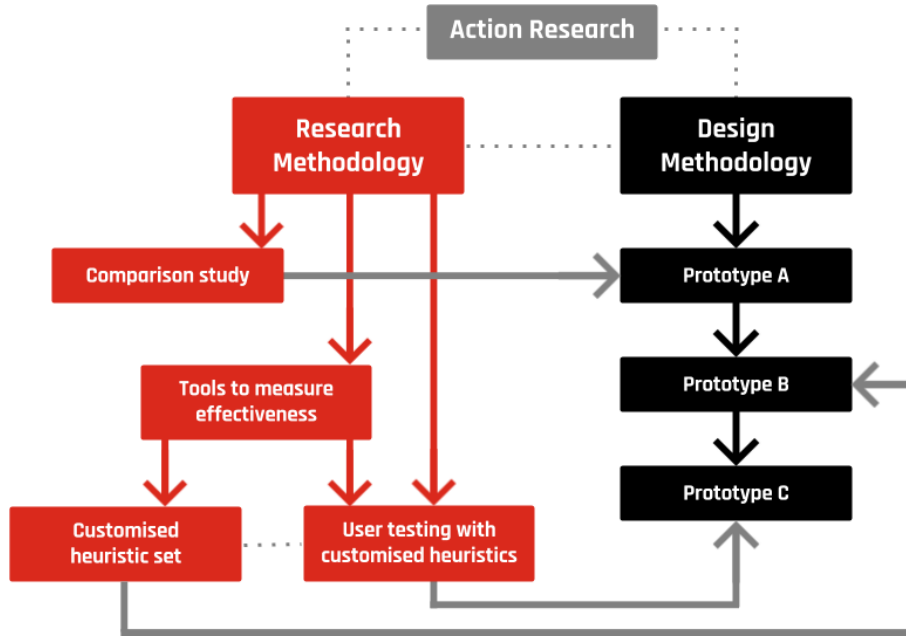 Action Research
Research
Methodology
Design
Methodology
Comparison study
Prototype A
Tools to measure
effectiveness
Prototype B
Customised
heuristic set
User testing with
customised heuristics
Prototype C